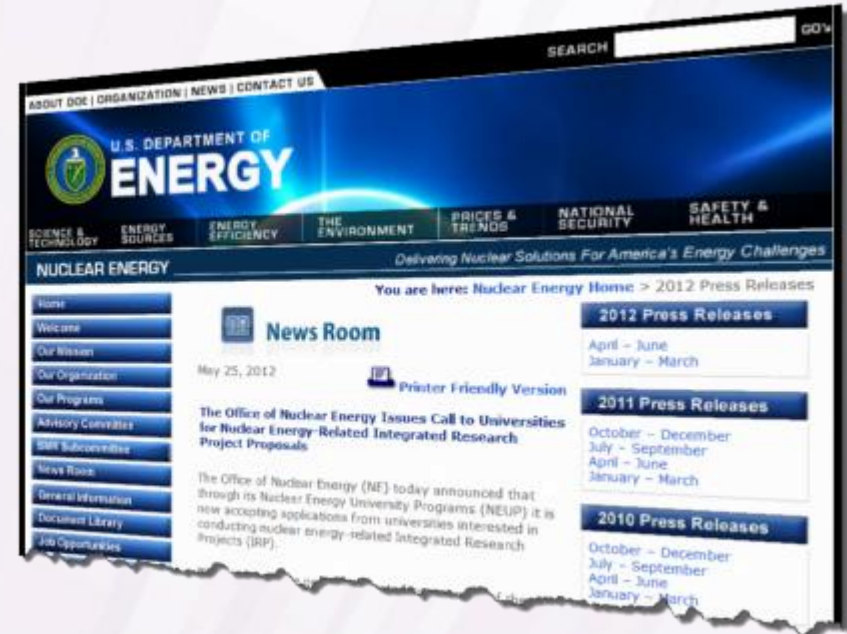 SEARCH
GO
ABOUT DOE | ORGANIZATION | NEWS | CONTACT US
U.S. DEPARTMENT OF
ENERGY
SCIENCE & TECHNOLOGY
ENERGY SOURCES
ENERGY EFFICIENCY
THE ENVIRONMENT
PRICES & TRENDS
NATIONAL SECURITY
SAFETY & HEALTH
NUCLEAR ENERGY
Delivering Nuclear Solutions For America's Energy Challenges
You are here: Nuclear Energy Home > 2012 Press Releases
Home
Welcome
Our Mission
Our Organization
Our Programs
Advisory Committee
SMR Subcommittee
News Room
General Information
Document Library
Job Opportunities
News Room
May 25, 2012
Printer Friendly Version
The Office of Nuclear Energy Issues Call to Universities
for Nuclear Energy-Related Integrated Research
Project Proposals
The Office of Nuclear Energy (NE) today announced that
through its Nuclear Energy University Programs (NEUP) it is
now accepting applications from universities interested in
conducting nuclear energy-related Integrated Research
Projects (IRP).
2012 Press Releases
April – June
January – March
2011 Press Releases
October – December
July – September
April – June
January – March
2010 Press Releases
October – December
July – September
April – June
January – March